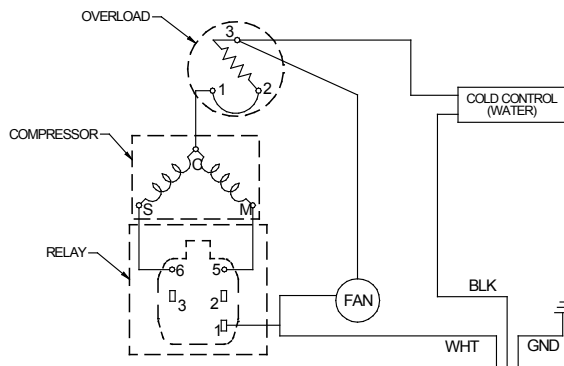 OVERLOAD
3
1
2
COLD CONTROL
(WATER)
COMPRESSOR
C
S
M
RELAY
6
5
3
2
1
FAN
BLK
WHT
GND